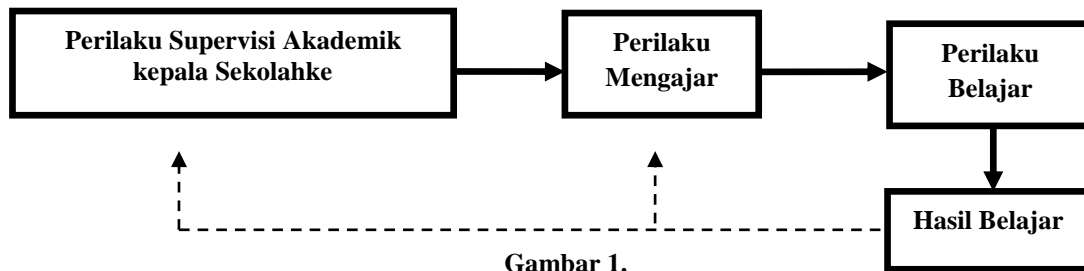 Perilaku Supervisi Akademik
kepala Sekolahke
Perilaku
Mengajar
Perilaku
Belajar
Hasil Belajar
Gambar 1.